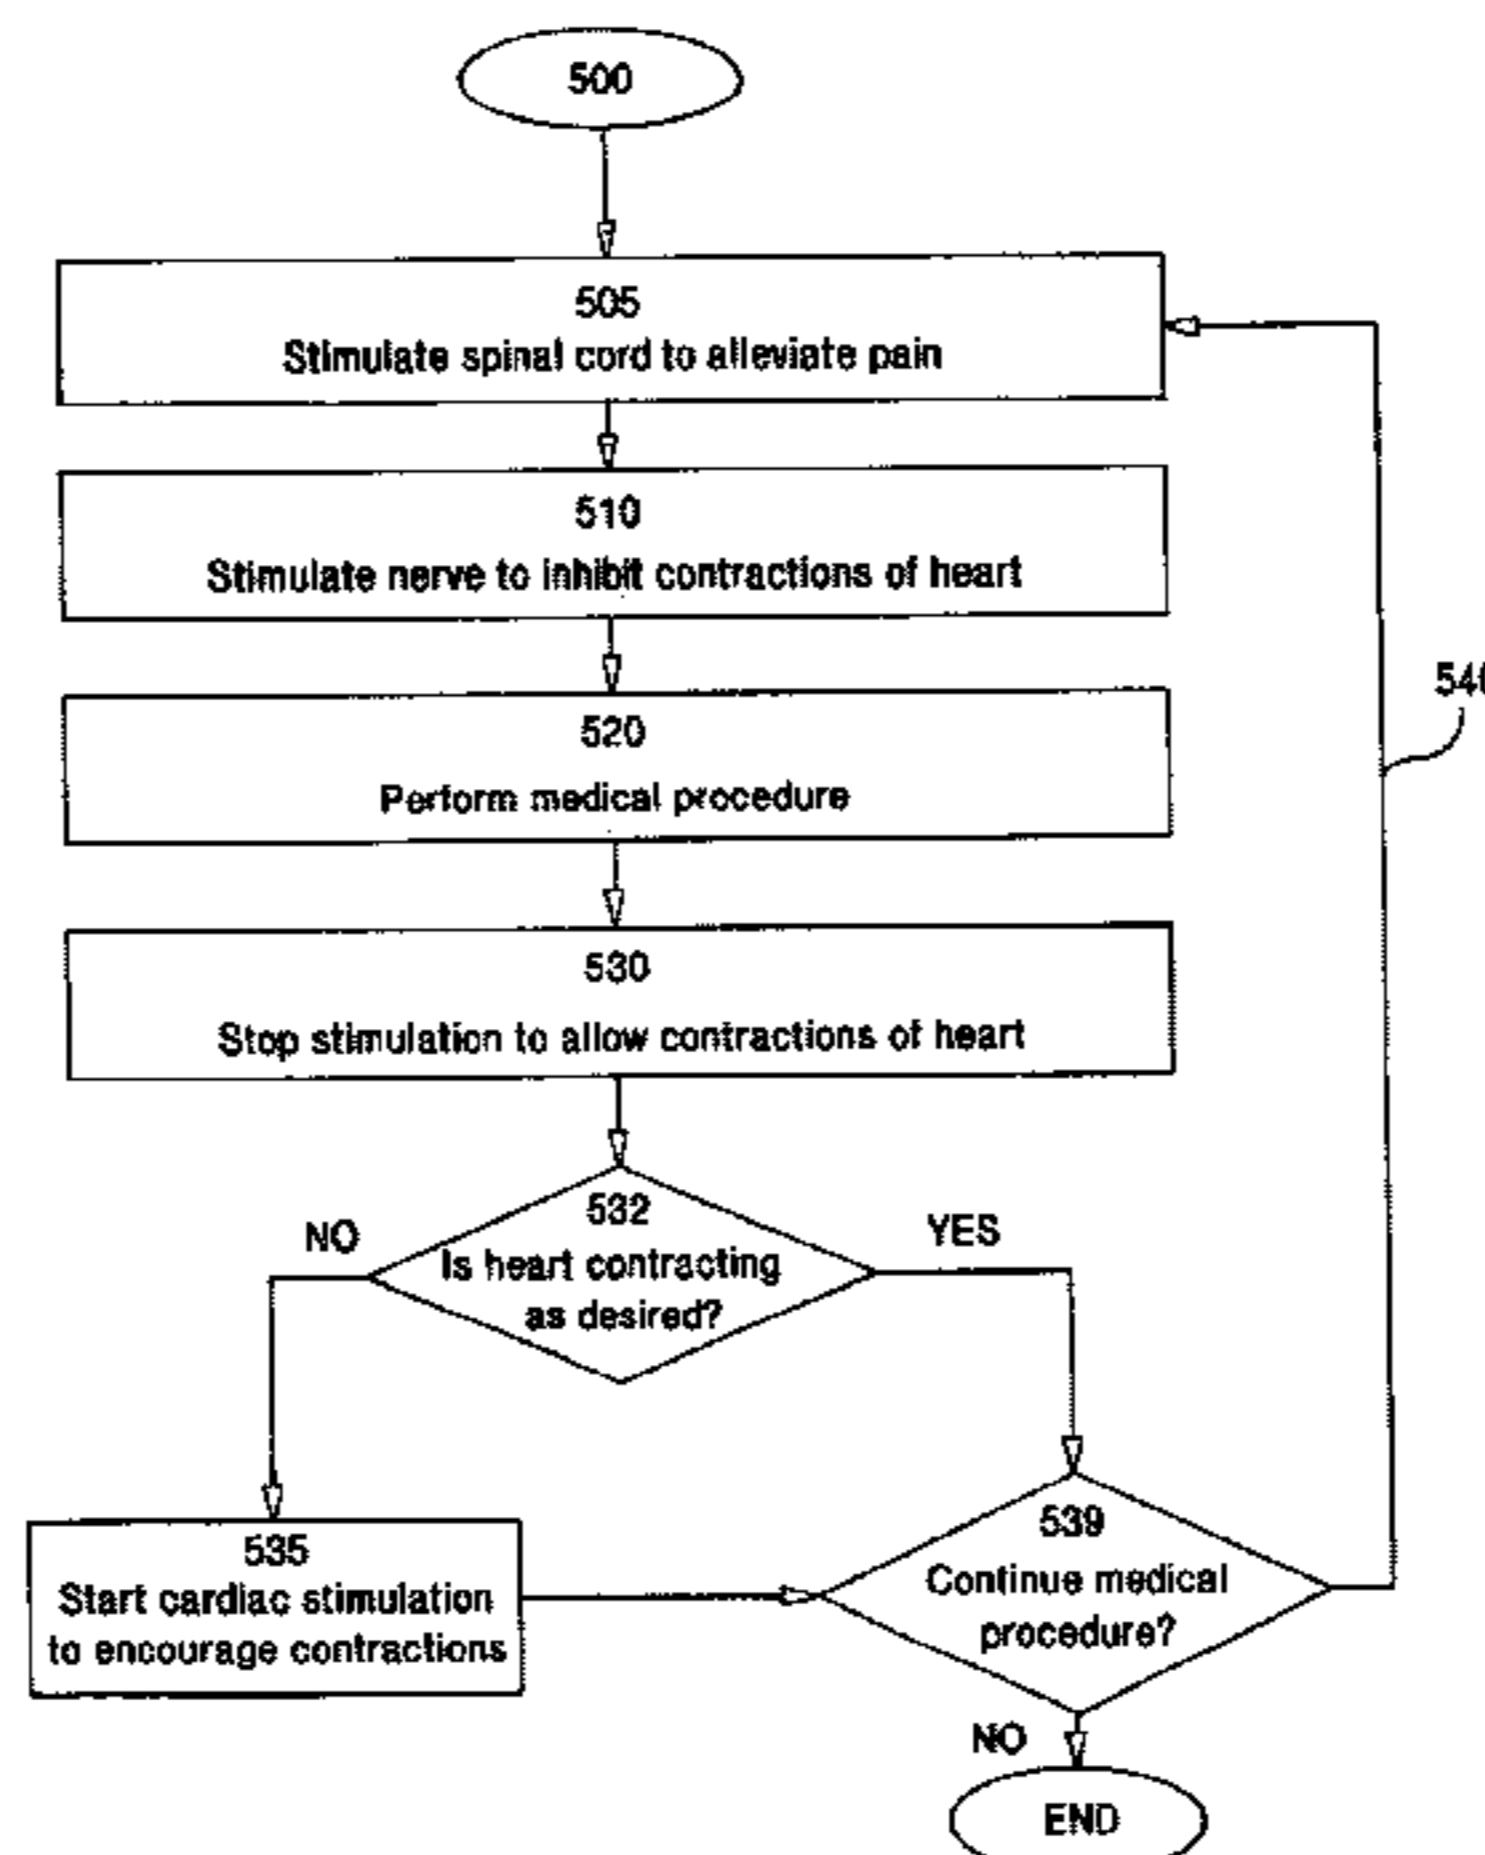 500
505
Stimulate spinal cord to alleviate pain
510
Stimulate nerve to inhibit contractions of heart
540
520
Perform medical procedure
530
Stop stimulation to allow contractions of heart
532
Is heart contracting
as desired?
NO
YES
535
Start cardiac stimulation
to encourage contractions
539
Continue medical
procedure?
NO
END